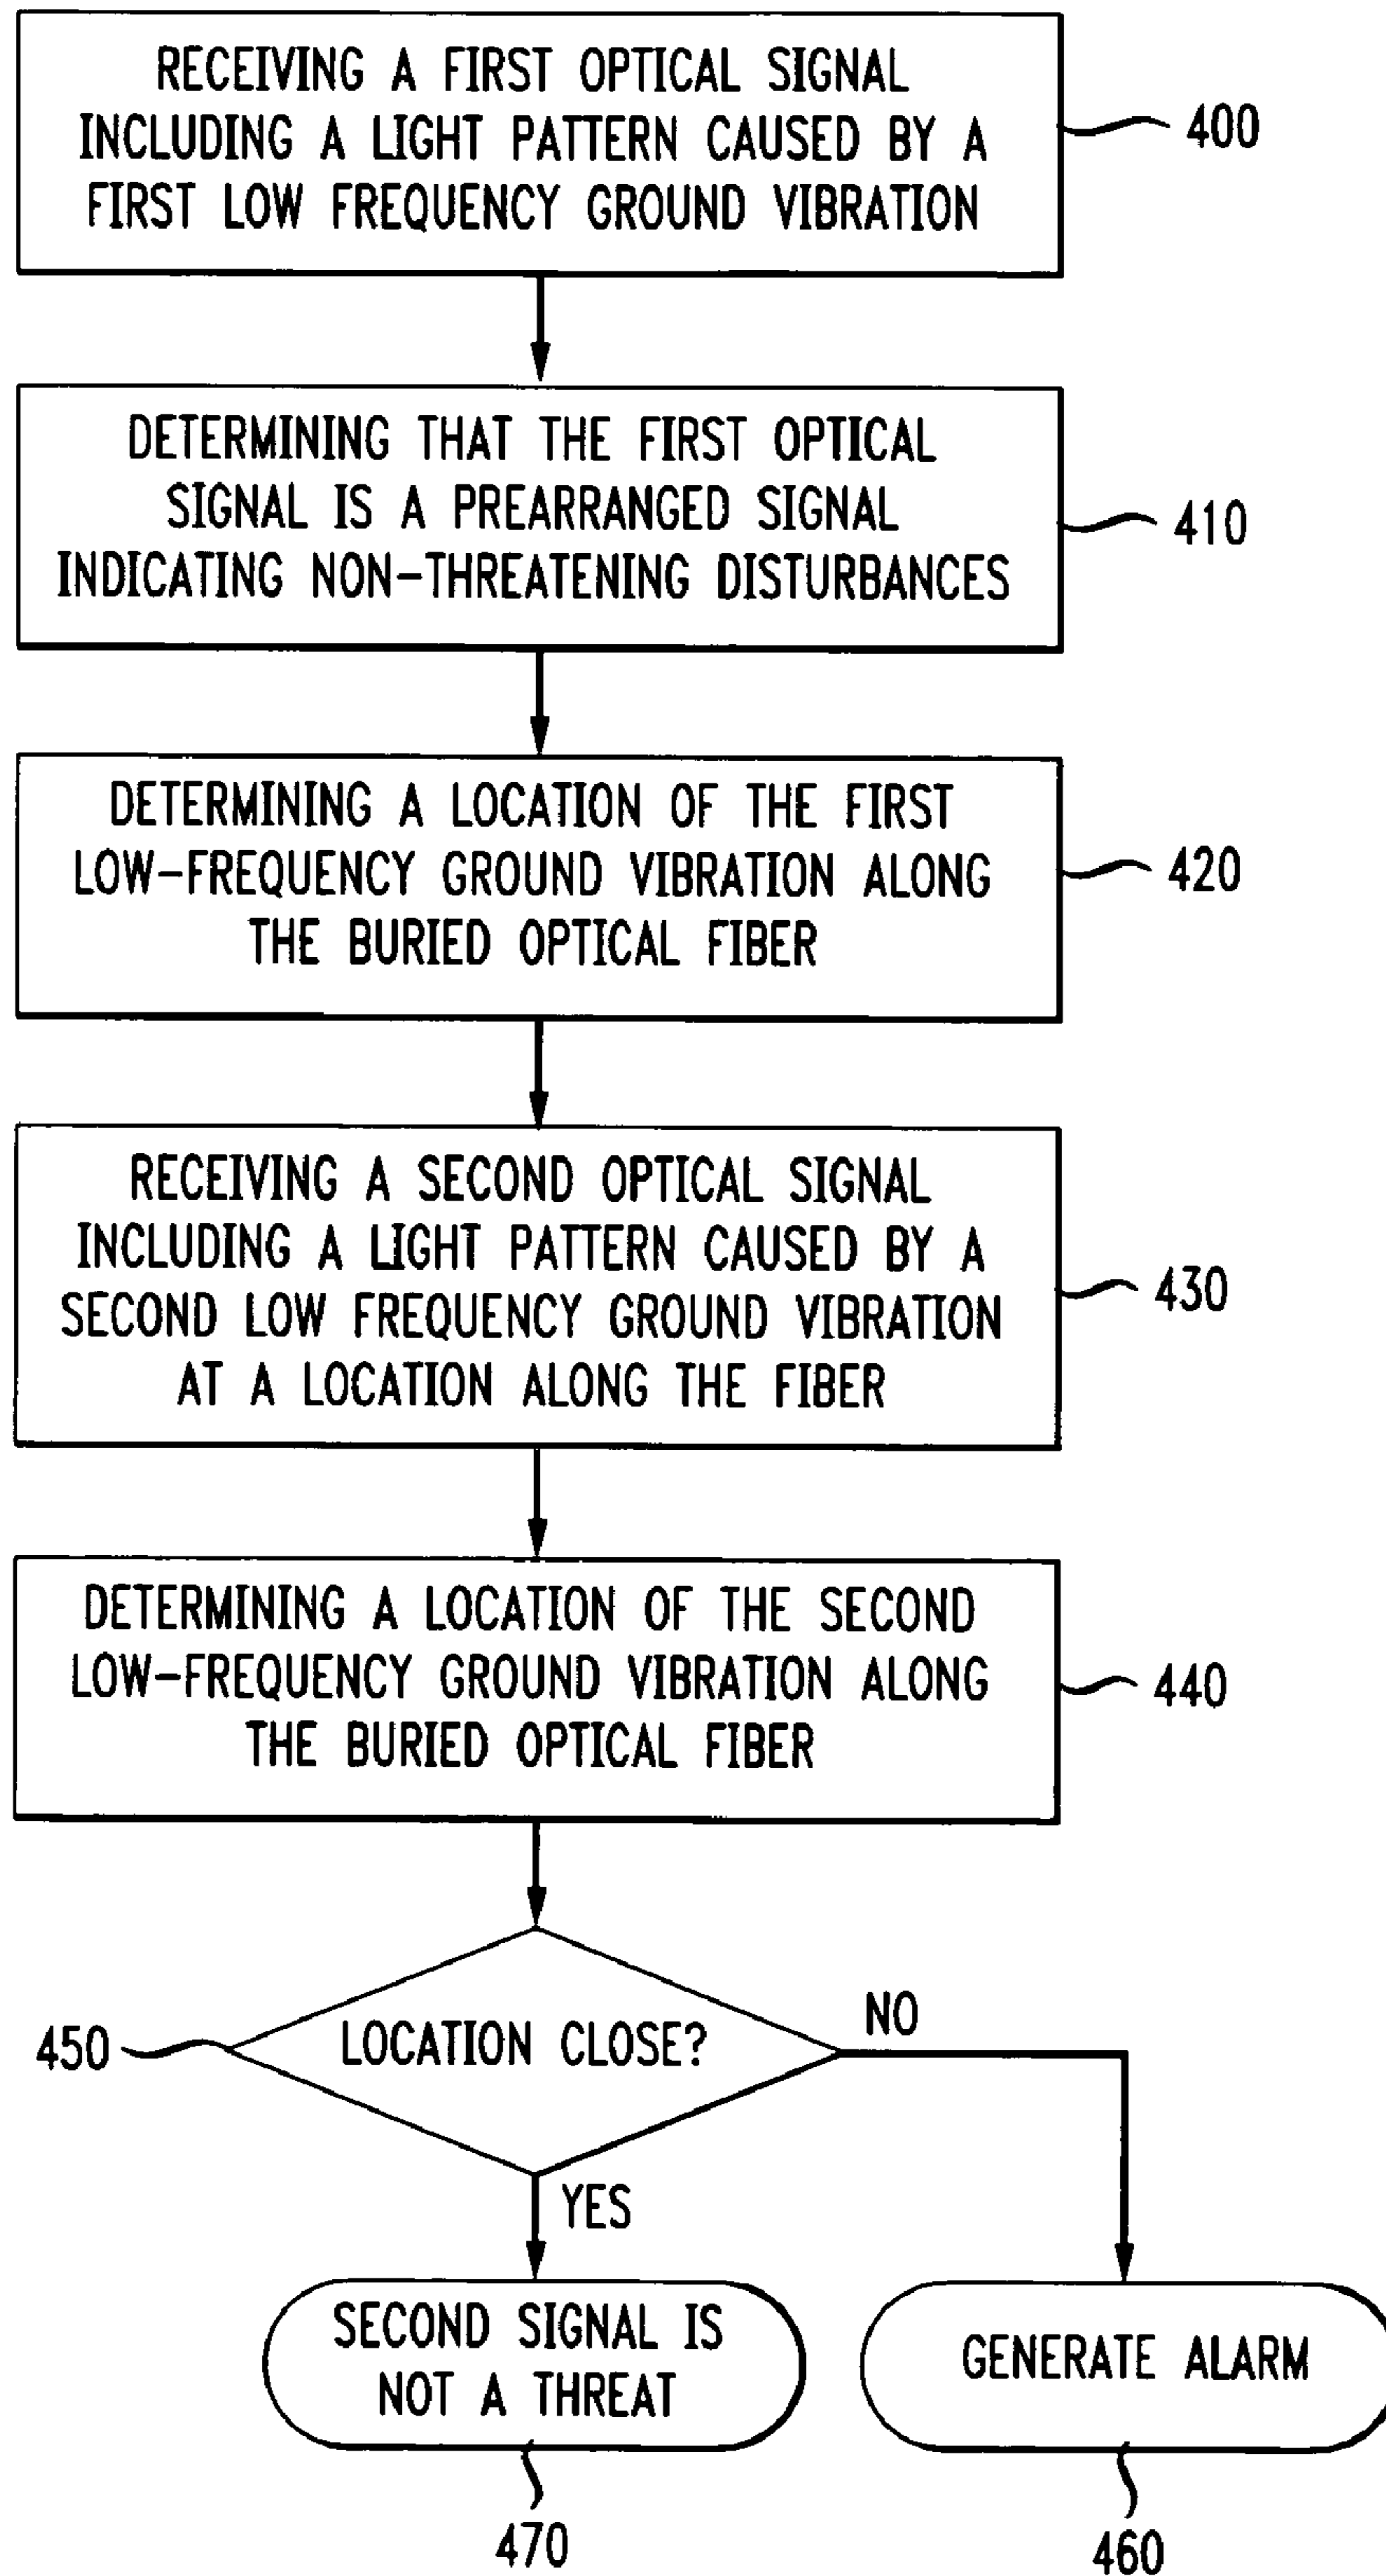 RECEIVING A FIRST OPTICAL SIGNAL
INCLUDING A LIGHT PATTERN CAUSED BY A
FIRST LOW FREQUENCY GROUND VIBRATION
400
DETERMINING THAT THE FIRST OPTICAL
SIGNAL IS A PREARRANGED SIGNAL
INDICATING NON-THREATENING DISTURBANCES
410
DETERMINING A LOCATION OF THE FIRST
LOW-FREQUENCY GROUND VIBRATION ALONG
THE BURIED OPTICAL FIBER
420
RECEIVING A SECOND OPTICAL SIGNAL
INCLUDING A LIGHT PATTERN CAUSED BY A
SECOND LOW FREQUENCY GROUND VIBRATION
AT A LOCATION ALONG THE FIBER
430
DETERMINING A LOCATION OF THE SECOND
LOW-FREQUENCY GROUND VIBRATION ALONG
THE BURIED OPTICAL FIBER
440
450
LOCATION CLOSE?
NO
YES
SECOND SIGNAL IS
NOT A THREAT
GENERATE ALARM
470
460